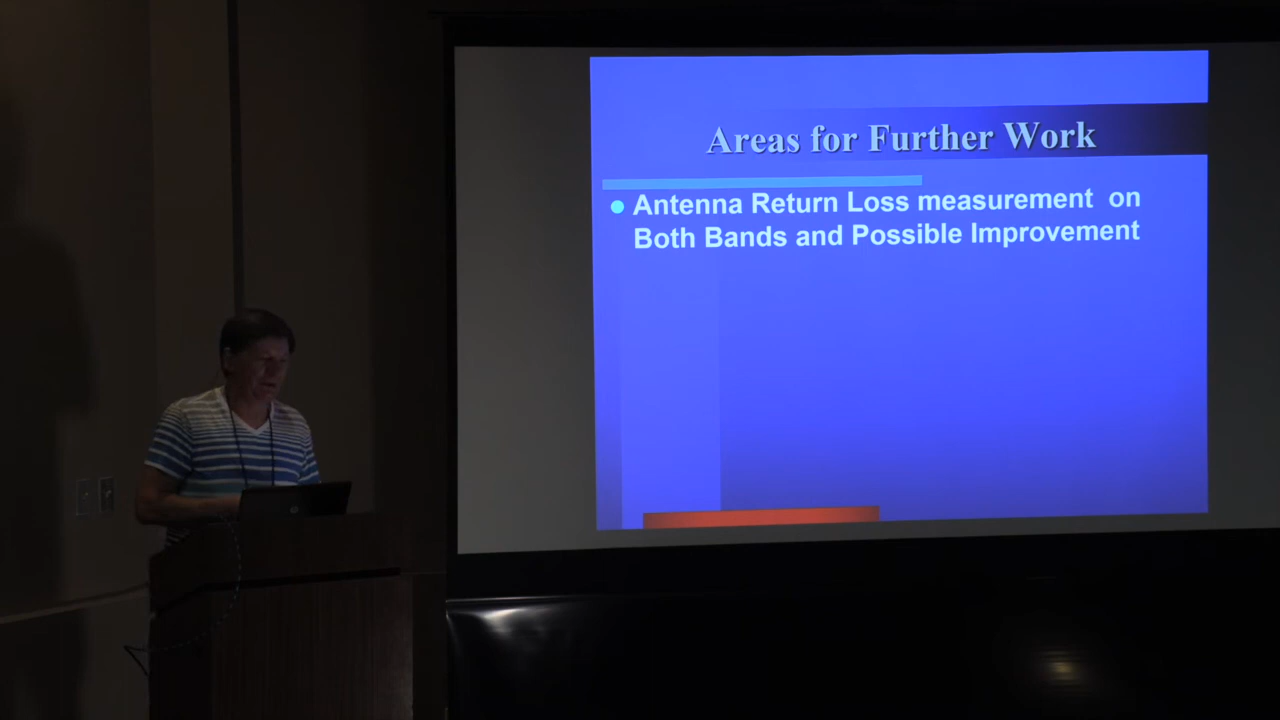 Areas for Further Work
Antenna Return Loss measurement on
Both Bands and Possible Improvement